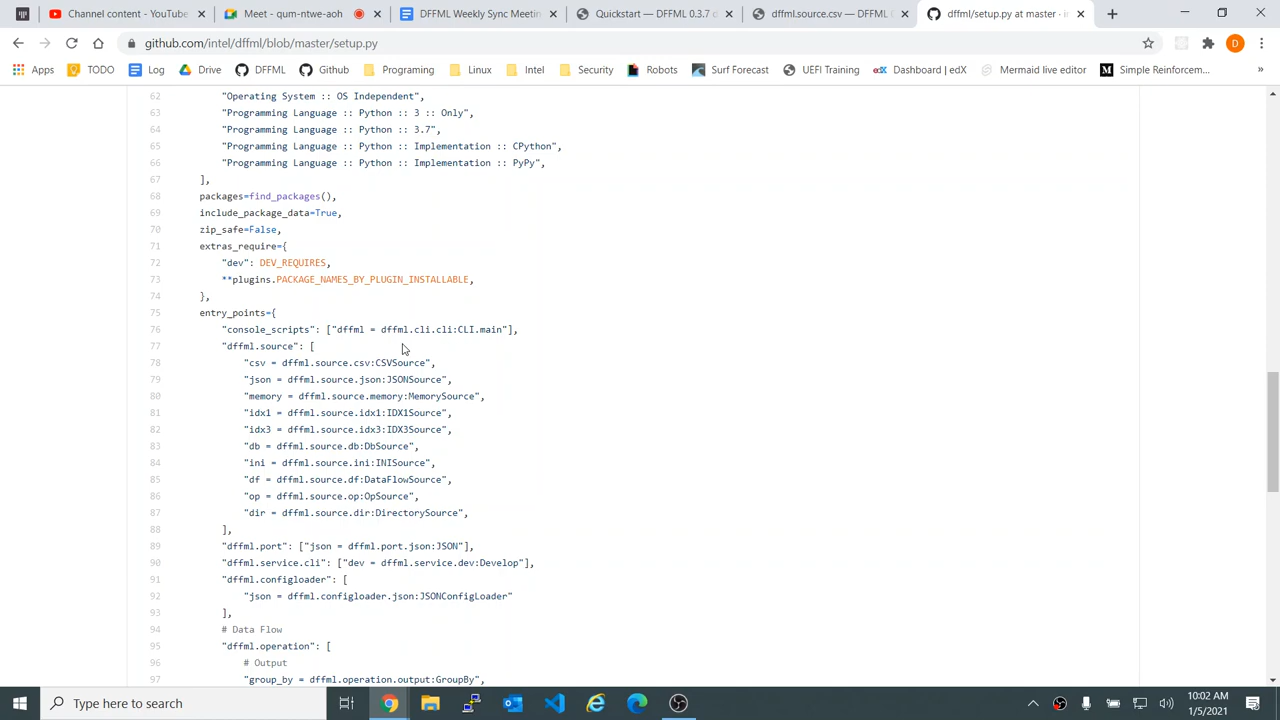 Channel content - YouTube
Meet - qum-ntwe-aoh
DFFML Weekly Sync Meeting
Quickstart — DFFML 0.3.7 d
dffml.source.csv — DFFML
dffml/setup.py at master · in
github.com/intel/dffml/blob/master/setup.py
D
Apps
TODO
Log
Drive
DFFML
Github
Programing
Linux
Intel
Security
Robots
Surf Forecast
UEFI Training
Dashboard | edX
Mermaid live editor
Simple Reinforcem...
»
62 "Operating System :: OS Independent",
63 "Programming Language :: Python :: 3 :: Only",
64 "Programming Language :: Python :: 3.7",
65 "Programming Language :: Python :: Implementation :: CPython",
66 "Programming Language :: Python :: Implementation :: PyPy",
67 ],
68 packages=find_packages(),
69 include_package_data=True,
70 zip_safe=False,
71 extras_require={
72 "dev": DEV_REQUIRES,
73 **plugins.PACKAGE_NAMES_BY_PLUGIN_INSTALLABLE,
74 },
75 entry_points={
76 "console_scripts": ["dffml = dffml.cli.cli:CLI.main"],
77 "dffml.source": [
78 "csv = dffml.source.csv:CSVSource",
79 "json = dffml.source.json:JSONSource",
80 "memory = dffml.source.memory:MemorySource",
81 "idx1 = dffml.source.idx1:IDX1Source",
82 "idx3 = dffml.source.idx3:IDX3Source",
83 "db = dffml.source.db:DbSource",
84 "ini = dffml.source.ini:INISource",
85 "df = dffml.source.df:DataFlowSource",
86 "op = dffml.source.op:OpSource",
87 "dir = dffml.source.dir:DirectorySource",
88 ],
89 "dffml.port": ["json = dffml.port.json:JSON"],
90 "dffml.service.cli": ["dev = dffml.service.dev:Develop"],
91 "dffml.configloader": [
92 "json = dffml.configloader.json:JSONConfigLoader"
93 ],
94 # Data Flow
95 "dffml.operation": [
96 # Output
97 "group_by = dffml.operation.output:GroupBy",
Type here to search
10:02 AM
1/5/2021